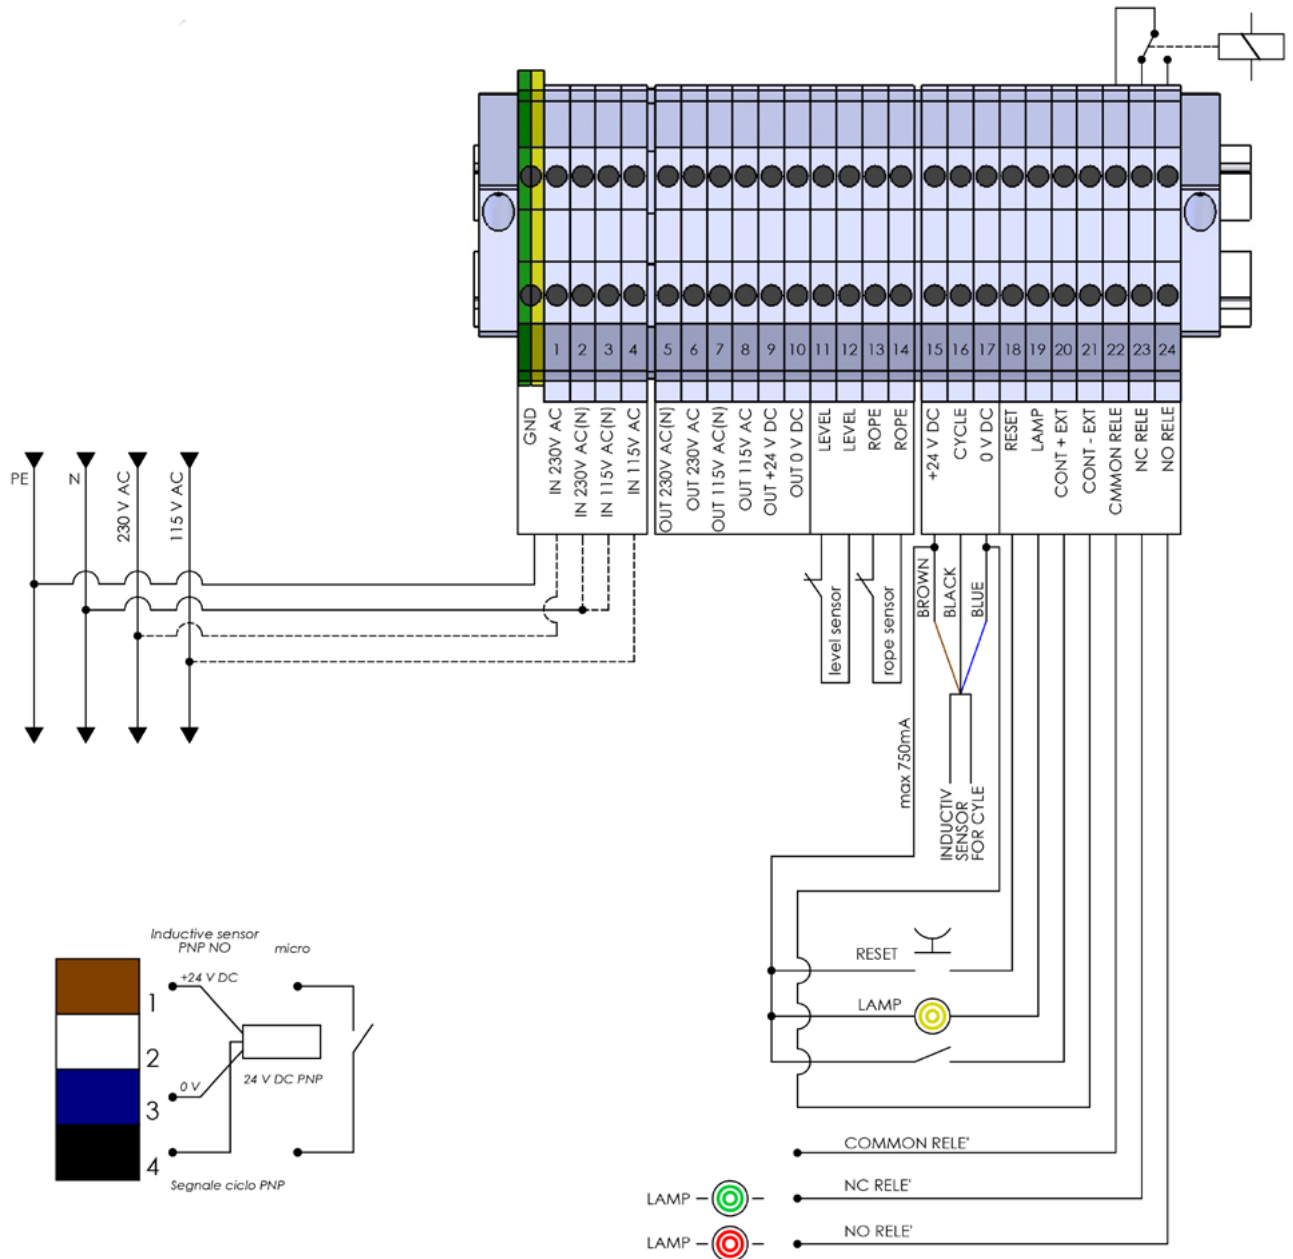 1 2 3 4 5 6 7 8 9 10 11 12 13 14 15 16 17 18 19 20 21 22 23 24
GND
IN 230V AC
IN 230V AC(N)
IN 115V AC(N)
IN 115V AC
OUT 230V AC(N)
OUT 230V AC
OUT 115V AC(N)
OUT 115V AC
OUT +24 V DC
OUT 0 V DC
LEVEL
LEVEL
ROPE
ROPE
+24 V DC
CYCLE
0 V DC
RESET
LAMP
CONT + EXT
CONT - EXT
CMMON RELE
NC RELE
NO RELE
PE
N
230 V AC
115 V AC
level sensor
rope sensor
BROWN
BLACK
BLUE
max 750mA
INDUCTIV
SENSOR
FOR CYLE
RESET
LAMP
COMMON RELE'
NC RELE'
NO RELE'
LAMP
LAMP
Inductive sensor
PNP NO
micro
+24 V DC
1
2
24 V DC PNP
0 V
3
4
Segnale ciclo PNP